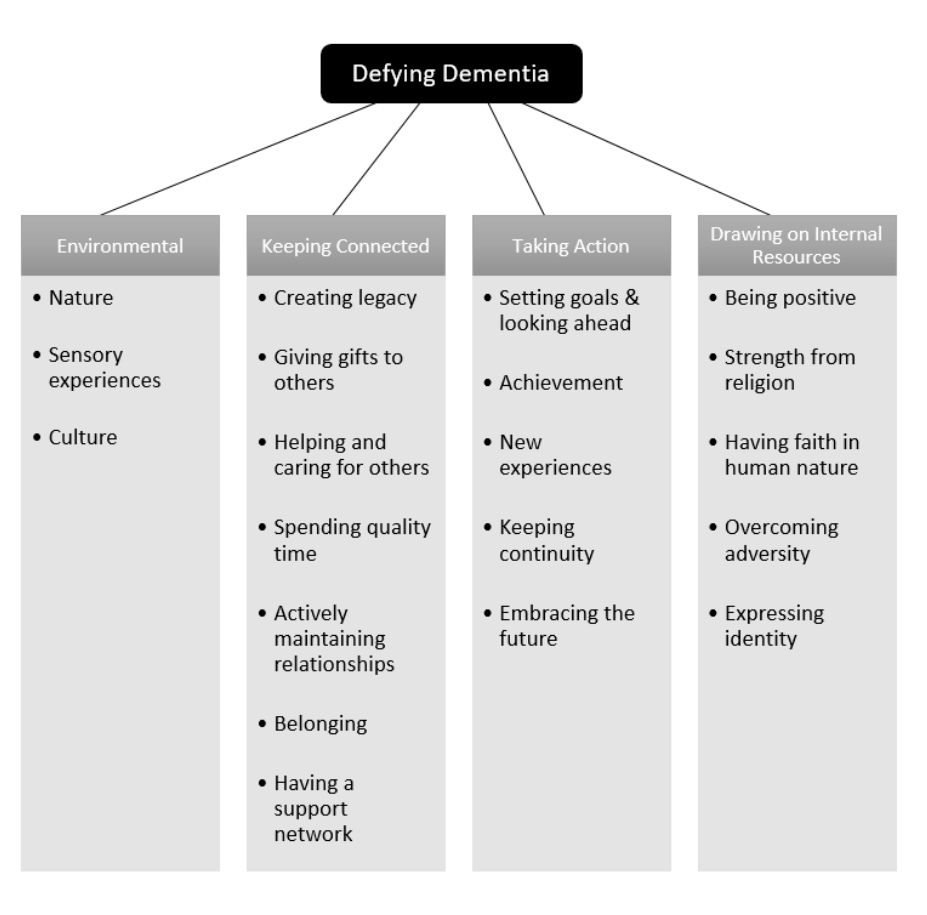 Defying Dementia
Environmental
• Nature
• Sensory
experiences
• Culture
Keeping Connected
• Creating legacy
• Giving gifts to
others
• Helping and
caring for others
• Spending quality
time
• Actively
maintaining
relationships
• Belonging
• Having a
support
network
Taking Action
• Setting goals &
looking ahead
• Achievement
• New
experiences
• Keeping
continuity
• Embracing the
future
Drawing on Internal
Resources
• Being positive
• Strength from
religion
• Having faith in
human nature
• Overcoming
adversity
• Expressing
identity